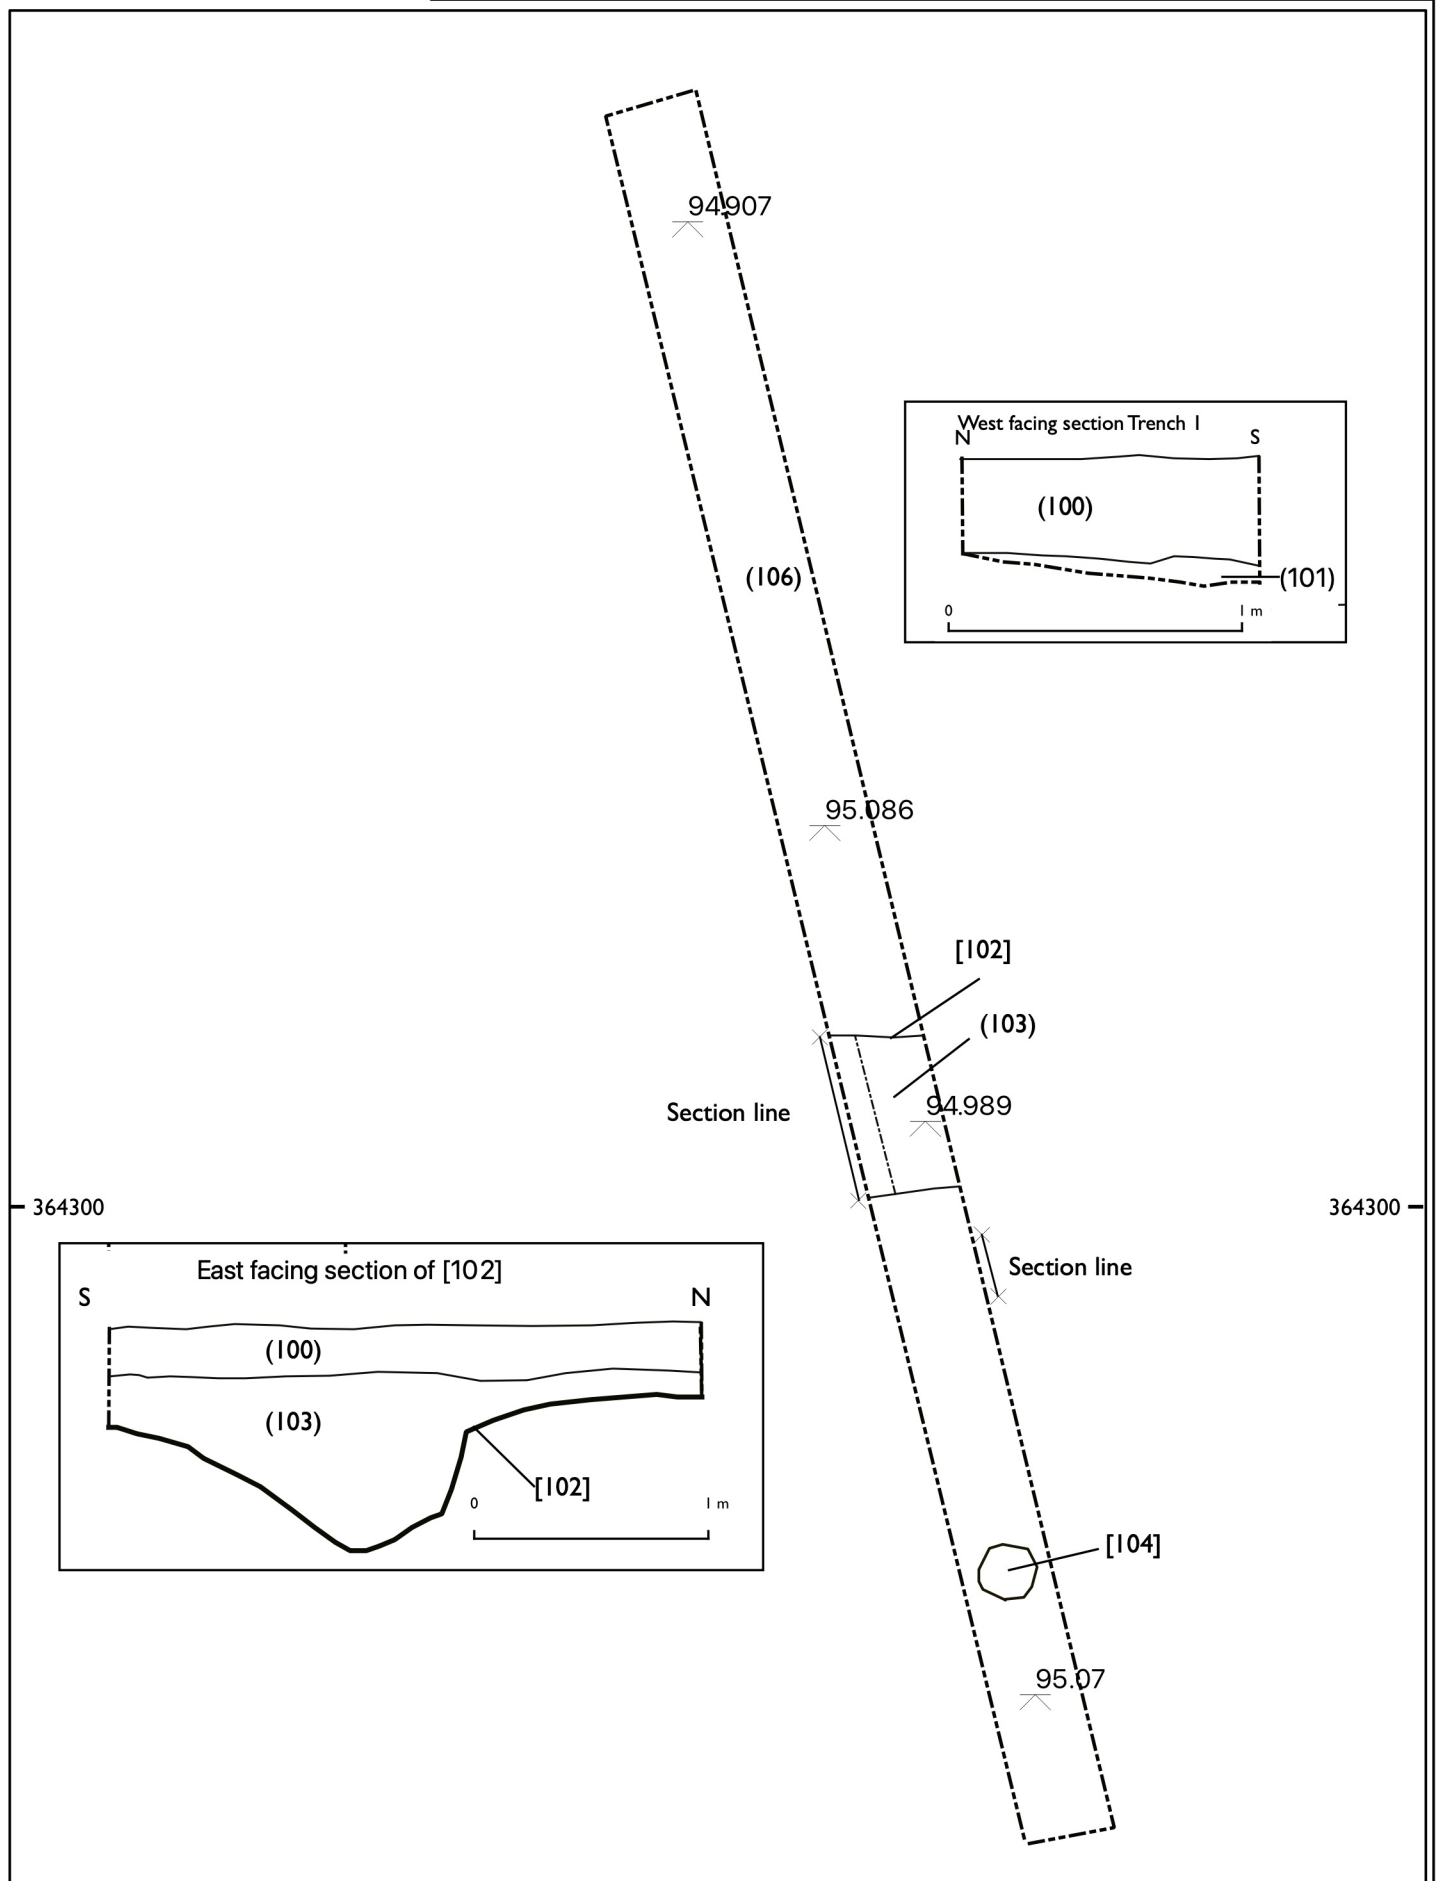 94.907
West facing section Trench 1
N
S
(100)
(106)
(101)
0
1 m
95.086
[102]
(103)
94.989
Section line
364300
364300
Section line
East facing section of [102]
S
N
(100)
(103)
[102]
0
1 m
[104]
95.07